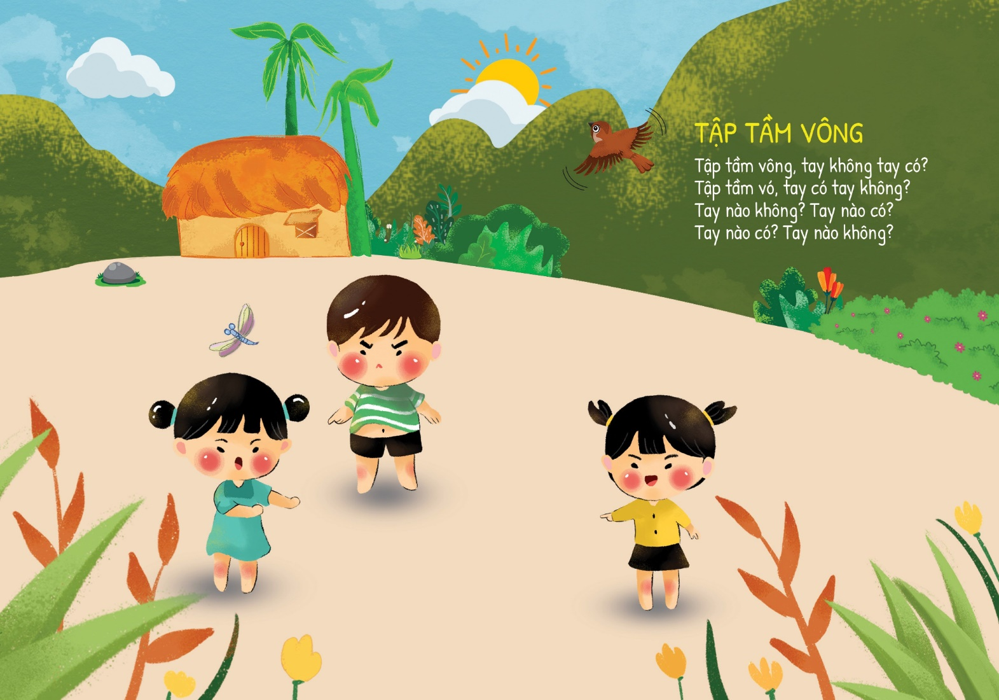 TẬP TẦM VÔNG
Tập tầm vông, tay không tay có?
Tập tầm vó, tay có tay không?
Tay nào không? Tay nào có?
Tay nào có? Tay nào không?